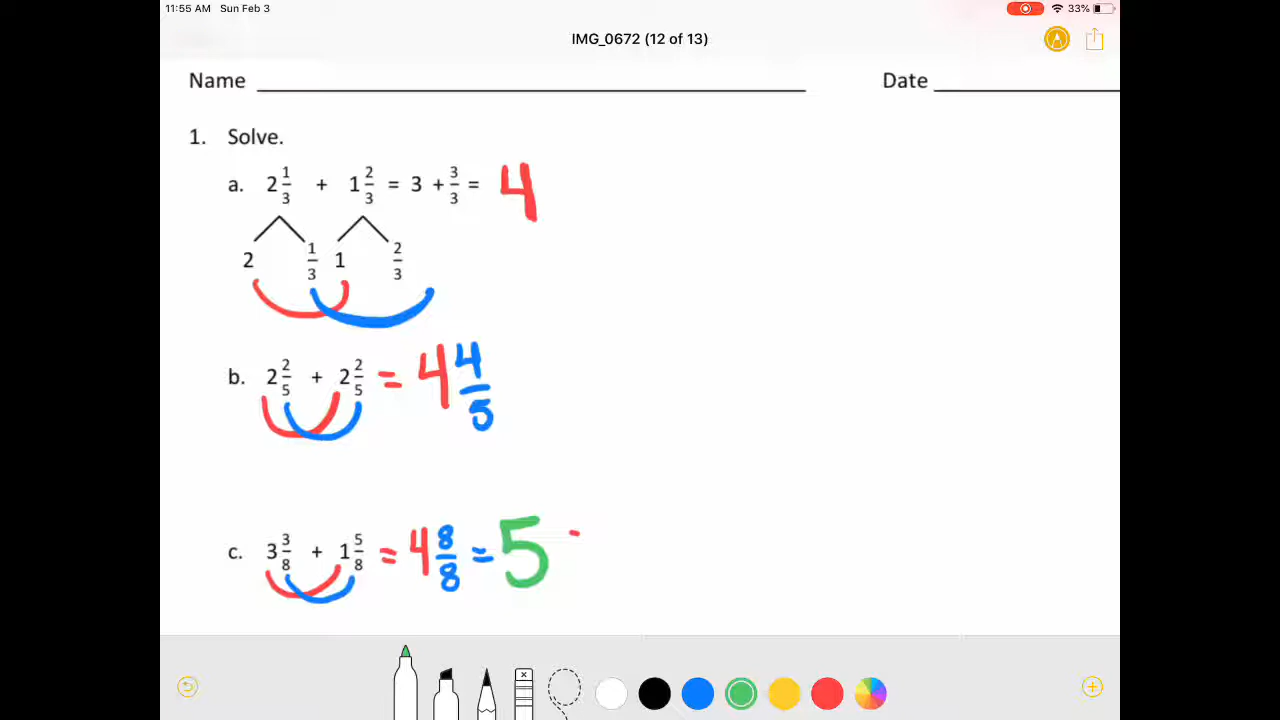 11:55 AM Sun Feb 3 33%
IMG_0672 (12 of 13)
Name Date
1. Solve.
a. 2 1/3 + 1 2/3 = 3 + 3/3 = 4
2 1/3 1 2/3
b. 2 2/5 + 2 2/5 = 4 4/5
c. 3 3/8 + 1 5/8 = 4 8/8 = 5